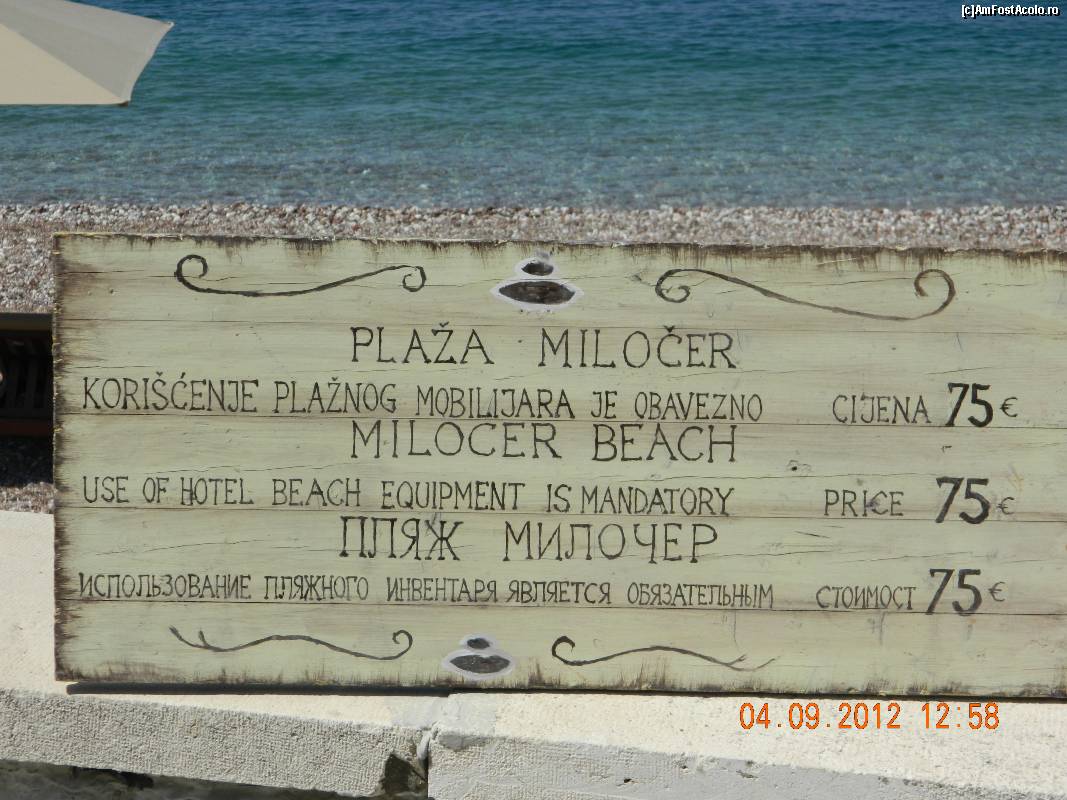 [c]AmFostAcolo.ro
PLAŽA MILOČER
KORIŠĆENJE PLAŽNOG MOBILIJARA JE OBAVEZNO CIJENA 75€
MILOCER BEACH
USE OF HOTEL BEACH EQUIPMENT IS MANDATORY PRICE 75€
ПЛЯЖ МИЛОЧЕР
ИСПОЛЬЗОВАНИЕ ПЛЯЖНОГО ИНВЕНТАРЯ ЯВЛЯЕТСЯ ОБЯЗАТЕЛЬНЫМ СТОИМОСТ 75€
04.09.2012 12:58